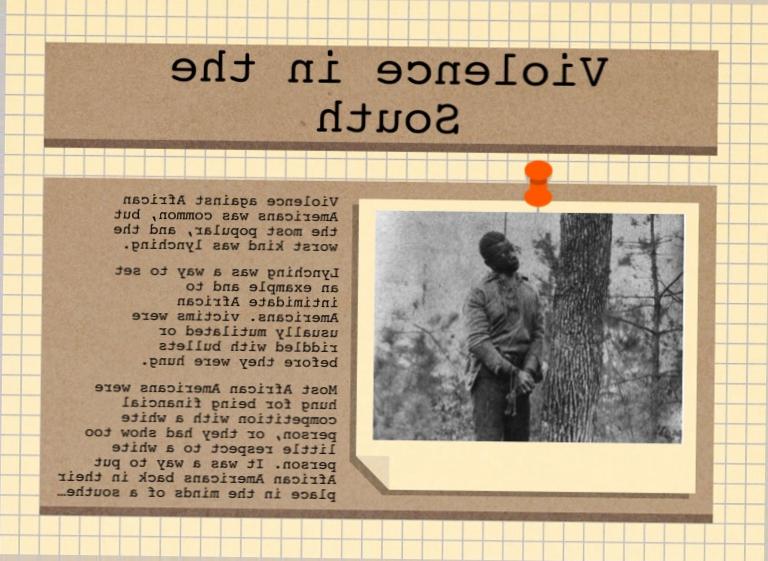 Violence in the
South
Violence against African
Americans was common, but
the most popular, and the
worst kind was lynching.
Lynching was a way to set
an example and to
intimidate African
Americans. victims were
usually mutilated or
riddled with bullets
before they were hung.
Most African Americans were
hung for being financial
competition with a white
person, or they had show too
little respect to a white
person. It was a way to put
African Americans back in their
place in the minds of a southe…